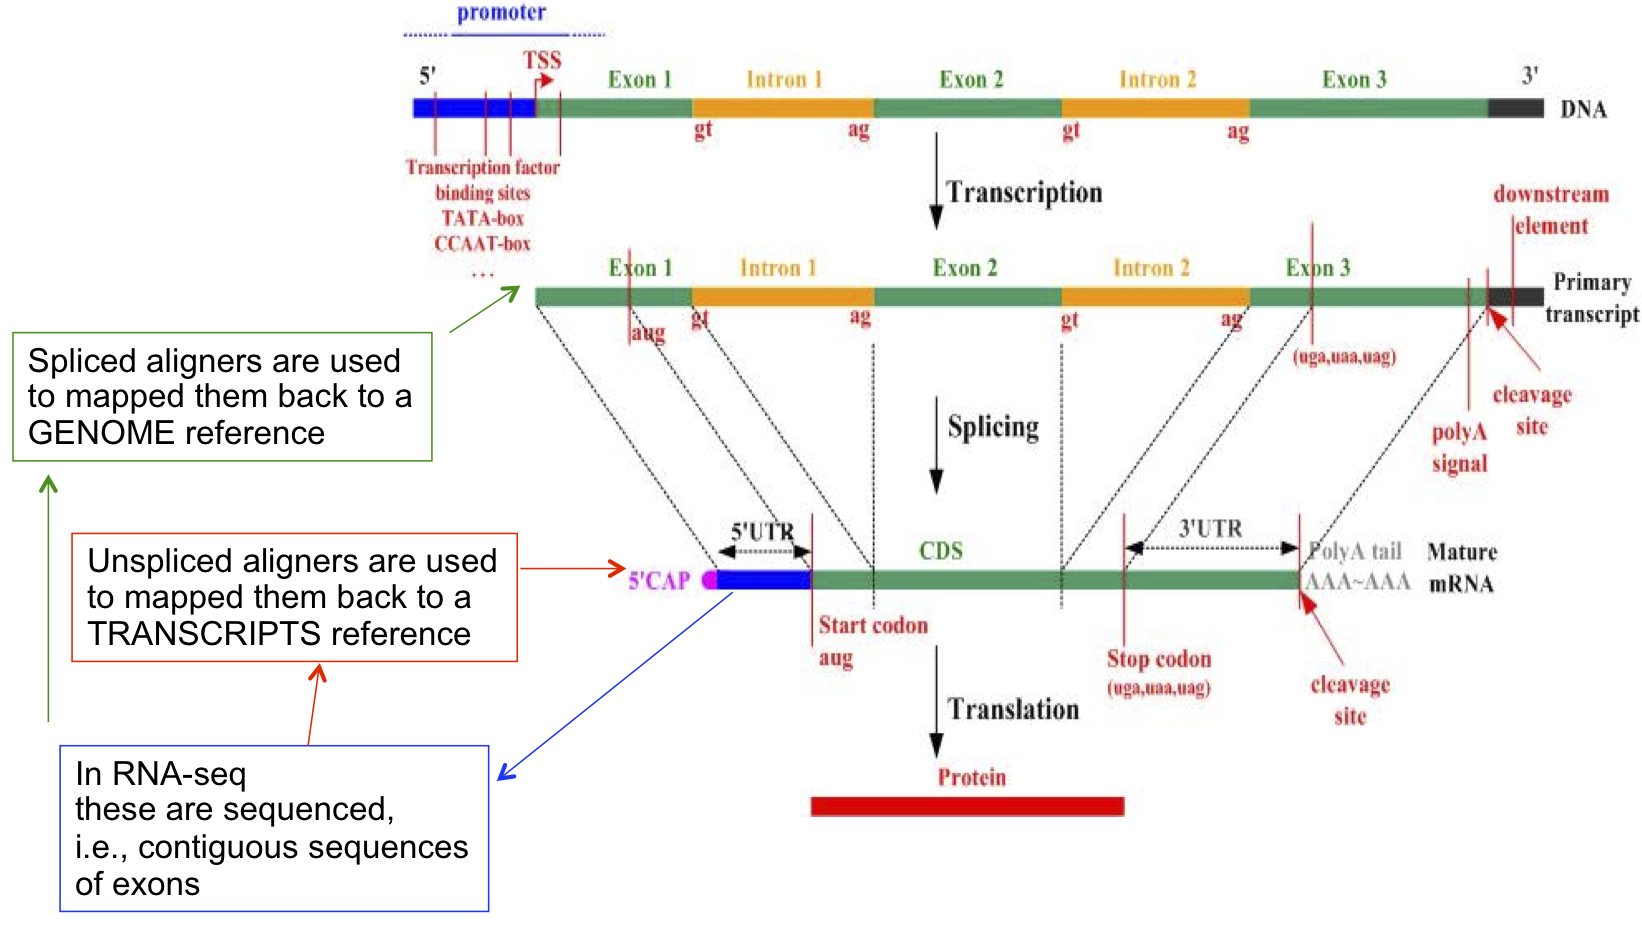 promoter
5'
TSS
Exon 1
Intron 1
Exon 2
Intron 2
Exon 3
3'
DNA
gt
ag
gt
ag
Transcription factor
binding sites
TATA-box
CCAAT-box
...
Transcription
downstream
element
Exon 1
Intron 1
Exon 2
Intron 2
Exon 3
Primary
transcript
aug
gt
ag
gt
ag
(uga,uaa,uag)
cleavage
site
polyA
signal
Spliced aligners are used
to mapped them back to a
GENOME reference
Splicing
Unspliced aligners are used
to mapped them back to a
TRANSCRIPTS reference
5'UTR
CDS
3'UTR
PolyA tail
AAA~AAA
Mature
mRNA
5'CAP
Start codon
aug
Stop codon
(uga,uaa,uag)
cleavage
site
Translation
In RNA-seq
these are sequenced,
i.e., contiguous sequences
of exons
Protein